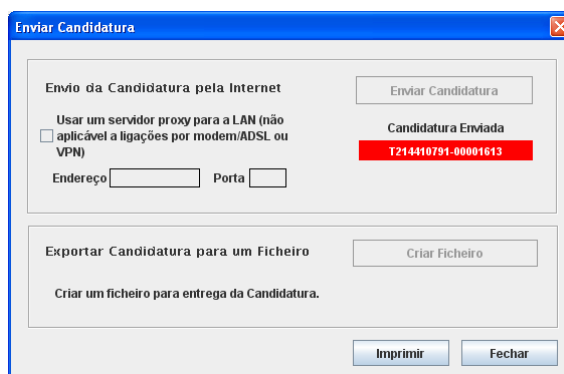 Enviar Candidatura
Envio da Candidatura pela Internet
Enviar Candidatura
Usar um servidor proxy para a LAN (não
aplicável a ligações por modem/ADSL ou
VPN)
Candidatura Enviada
T214410791-00001613
Endereço
Porta
Exportar Candidatura para um Ficheiro
Criar Ficheiro
Criar um ficheiro para entrega da Candidatura.
Imprimir
Fechar